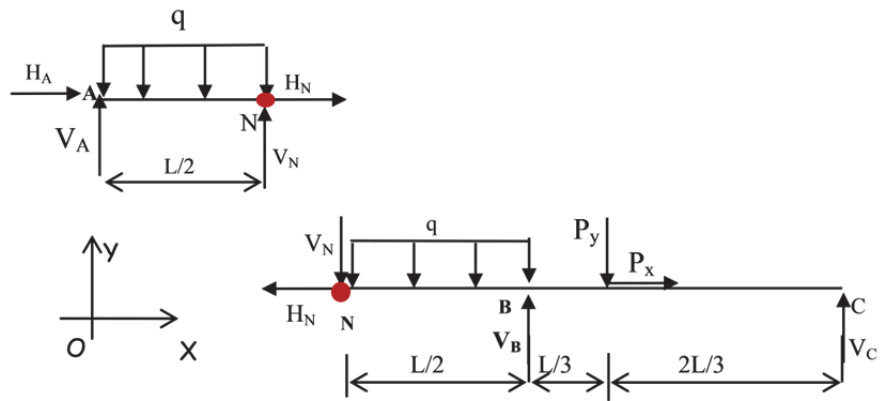 q
H_A
A
H_N
N
V_A
L/2
V_N
y
O
X
V_N
q
P_y
P_x
H_N
N
B
C
V_B
V_C
L/2
L/3
2L/3